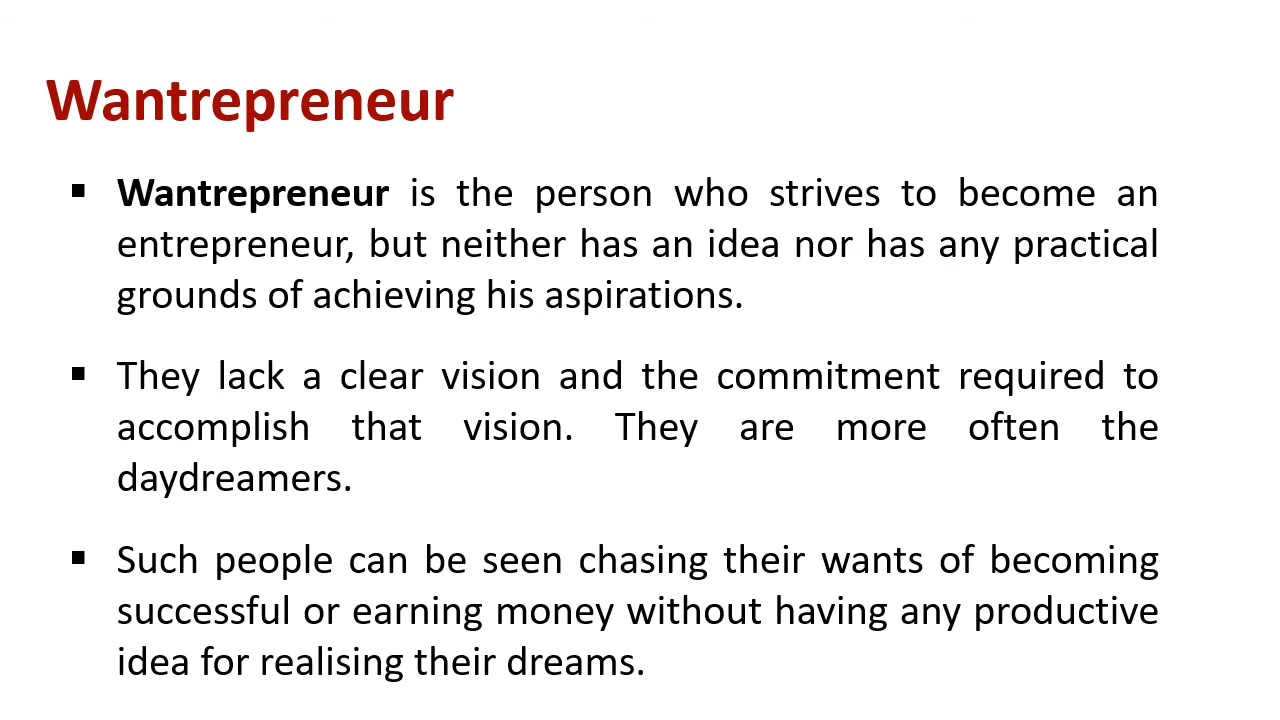 Wantrepreneur
▪ Wantrepreneur is the person who strives to become an
entrepreneur, but neither has an idea nor has any practical
grounds of achieving his aspirations.
▪ They lack a clear vision and the commitment required to
accomplish that vision. They are more often the
daydreamers.
▪ Such people can be seen chasing their wants of becoming
successful or earning money without having any productive
idea for realising their dreams.